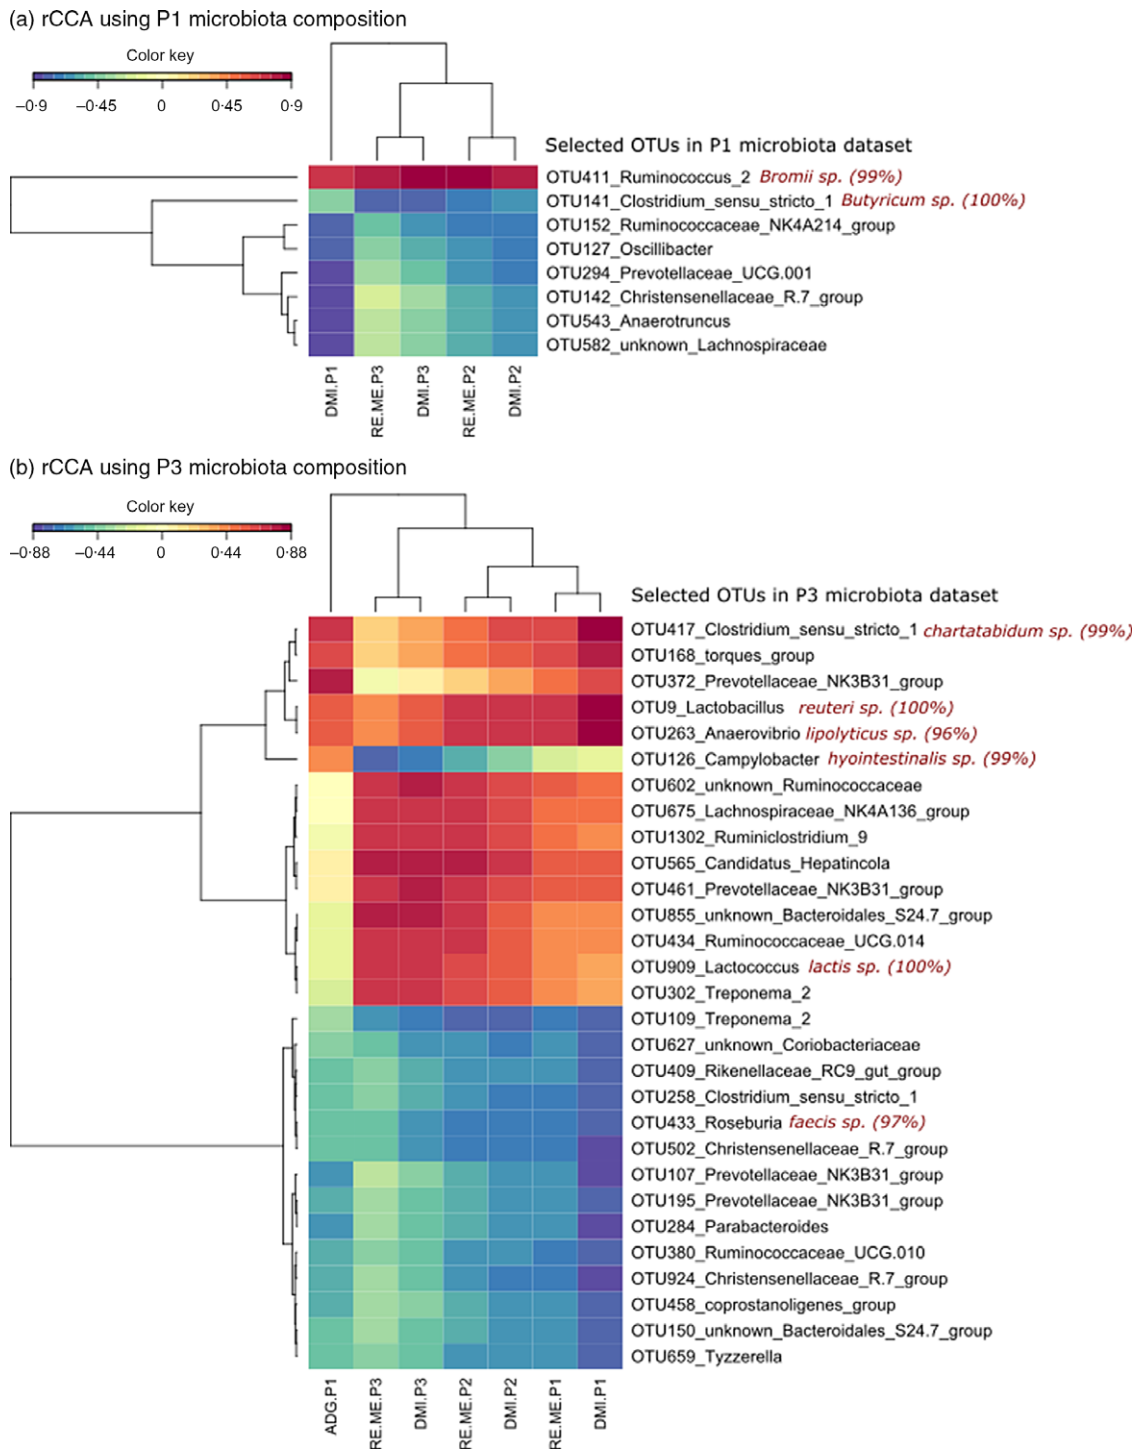 (a) rCCA using P1 microbiota composition
Color key
−0·9 −0·45 0 0·45 0·9
Selected OTUs in P1 microbiota dataset
OTU411_Ruminococcus_2 Bromii sp. (99%)
OTU141_Clostridium_sensu_stricto_1 Butyricum sp. (100%)
OTU152_Ruminococcaceae_NK4A214_group
OTU127_Oscillibacter
OTU294_Prevotellaceae_UCG.001
OTU142_Christensenellaceae_R.7_group
OTU543_Anaerotruncus
OTU582_unknown_Lachnospiraceae
DMI.P1 RE.ME.P3 DMI.P3 RE.ME.P2 DMI.P2
(b) rCCA using P3 microbiota composition
Color key
−0·88 −0·44 0 0·44 0·88
Selected OTUs in P3 microbiota dataset
OTU417_Clostridium_sensu_stricto_1 chartatabidum sp. (99%)
OTU168_torques_group
OTU372_Prevotellaceae_NK3B31_group
OTU9_Lactobacillus reuteri sp. (100%)
OTU263_Anaerovibrio lipolyticus sp. (96%)
OTU126_Campylobacter hyointestinalis sp. (99%)
OTU602_unknown_Ruminococcaceae
OTU675_Lachnospiraceae_NK4A136_group
OTU1302_Ruminiclostridium_9
OTU565_Candidatus_Hepatincola
OTU461_Prevotellaceae_NK3B31_group
OTU855_unknown_Bacteroidales_S24.7_group
OTU434_Ruminococcaceae_UCG.014
OTU909_Lactococcus lactis sp. (100%)
OTU302_Treponema_2
OTU109_Treponema_2
OTU627_unknown_Coriobacteriaceae
OTU409_Rikenellaceae_RC9_gut_group
OTU258_Clostridium_sensu_stricto_1
OTU433_Roseburia faecis sp. (97%)
OTU502_Christensenellaceae_R.7_group
OTU107_Prevotellaceae_NK3B31_group
OTU195_Prevotellaceae_NK3B31_group
OTU284_Parabacteroides
OTU380_Ruminococcaceae_UCG.010
OTU924_Christensenellaceae_R.7_group
OTU458_coprostanoligenes_group
OTU150_unknown_Bacteroidales_S24.7_group
OTU659_Tyzzerella
ADG.P1 RE.ME.P3 DMI.P3 RE.ME.P2 DMI.P2 RE.ME.P1 DMI.P1